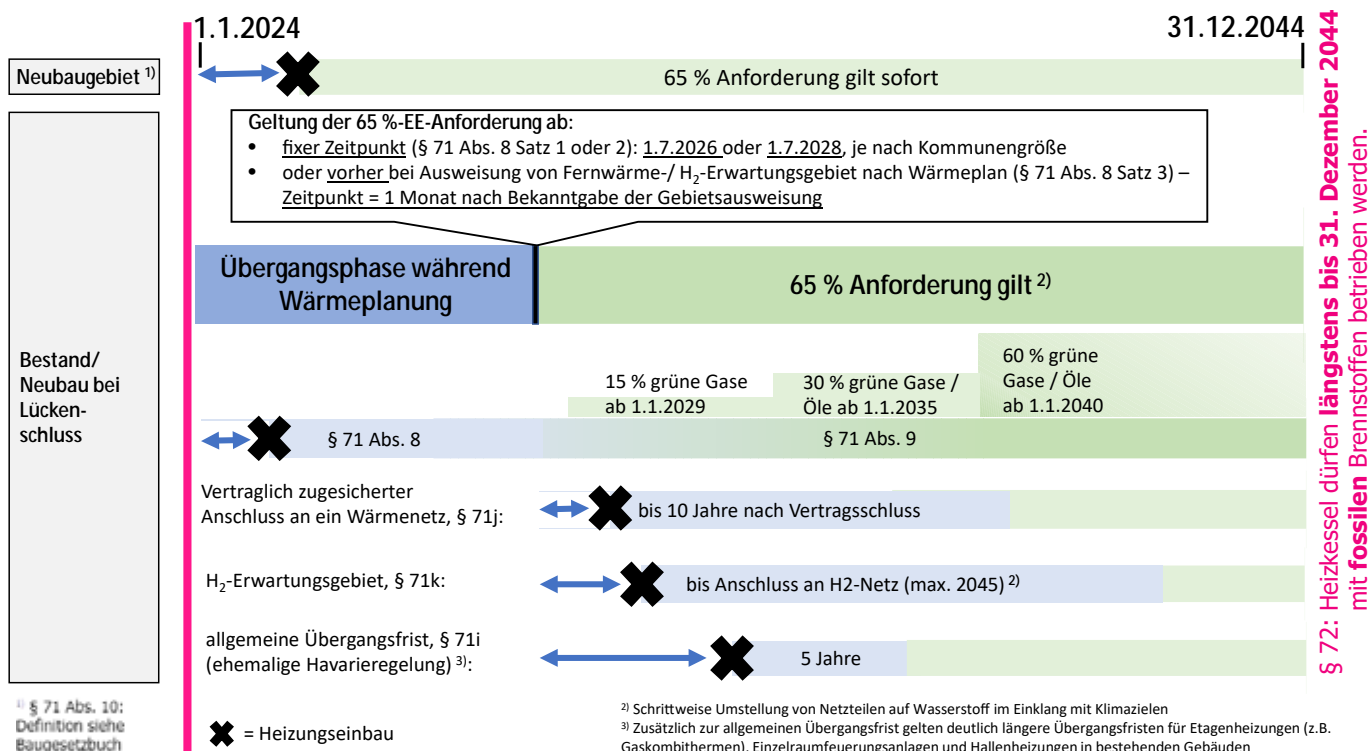 1.1.2024
31.12.2044
Neubaugebiet 1)
65 % Anforderung gilt sofort
Geltung der 65 %-EE-Anforderung ab:
• fixer Zeitpunkt (§ 71 Abs. 8 Satz 1 oder 2): 1.7.2026 oder 1.7.2028, je nach Kommunengröße
• oder vorher bei Ausweisung von Fernwärme-/ H2-Erwartungsgebiet nach Wärmeplan (§ 71 Abs. 8 Satz 3) –
Zeitpunkt = 1 Monat nach Bekanntgabe der Gebietsausweisung
Übergangsphase während
Wärmeplanung
65 % Anforderung gilt 2)
Bestand/
Neubau bei
Lücken-
schluss
15 % grüne Gase
ab 1.1.2029
30 % grüne Gase /
Öle ab 1.1.2035
60 % grüne
Gase / Öle
ab 1.1.2040
§ 71 Abs. 8
§ 71 Abs. 9
Vertraglich zugesicherter
Anschluss an ein Wärmenetz, § 71j:
bis 10 Jahre nach Vertragsschluss
H2-Erwartungsgebiet, § 71k:
bis Anschluss an H2-Netz (max. 2045) 2)
allgemeine Übergangsfrist, § 71i
(ehemalige Havarieregelung) 3):
5 Jahre
§ 72: Heizkessel dürfen längstens bis 31. Dezember 2044
mit fossilen Brennstoffen betrieben werden.
1) § 71 Abs. 10:
Definition siehe
Baugesetzbuch
= Heizungseinbau
2) Schrittweise Umstellung von Netzteilen auf Wasserstoff im Einklang mit Klimazielen
3) Zusätzlich zur allgemeinen Übergangsfrist gelten deutlich längere Übergangsfristen für Etagenheizungen (z.B.
Gaskombithermen), Einzelraumfeuerungsanlagen und Hallenheizungen in bestehenden Gebäuden